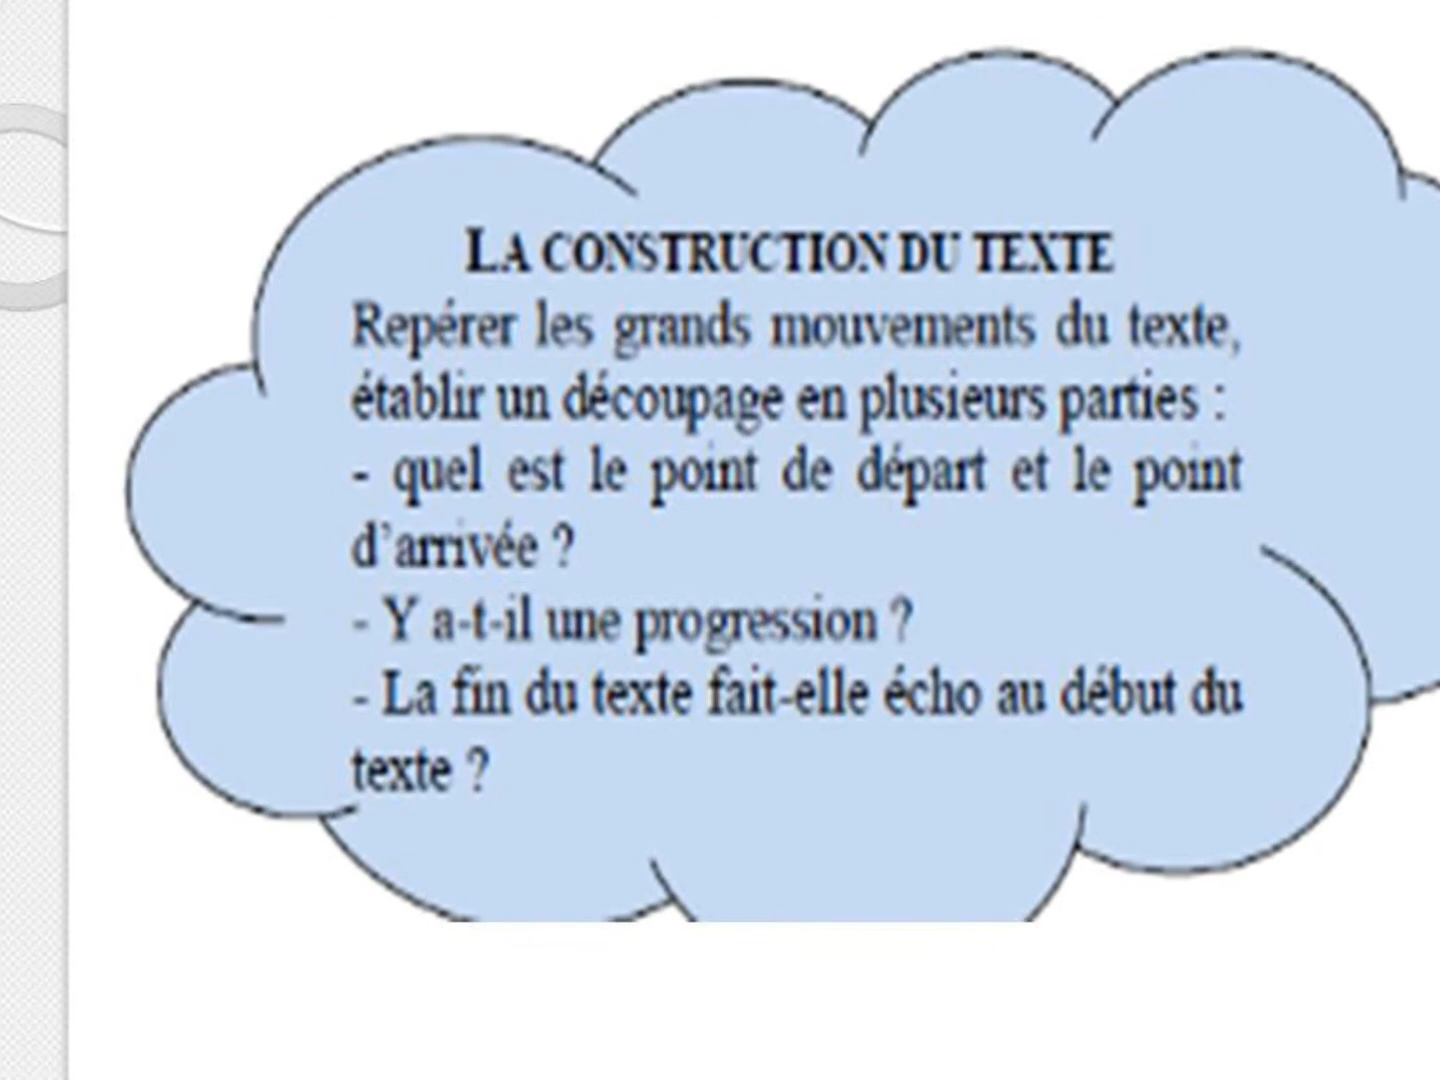 LA CONSTRUCTION DU TEXTE
Repérer les grands mouvements du texte,
établir un découpage en plusieurs parties :
- quel est le point de départ et le point
d’arrivée ?
- Y a-t-il une progression ?
- La fin du texte fait-elle écho au début du
texte ?